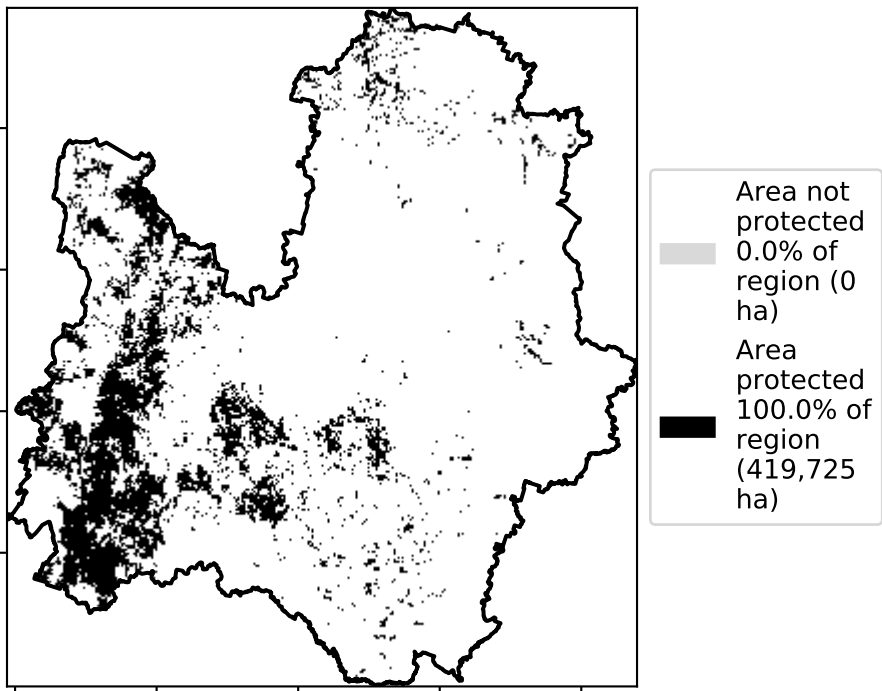 Area not
protected
0.0% of
region (0
ha)
Area
protected
100.0% of
region
(419,725
ha)